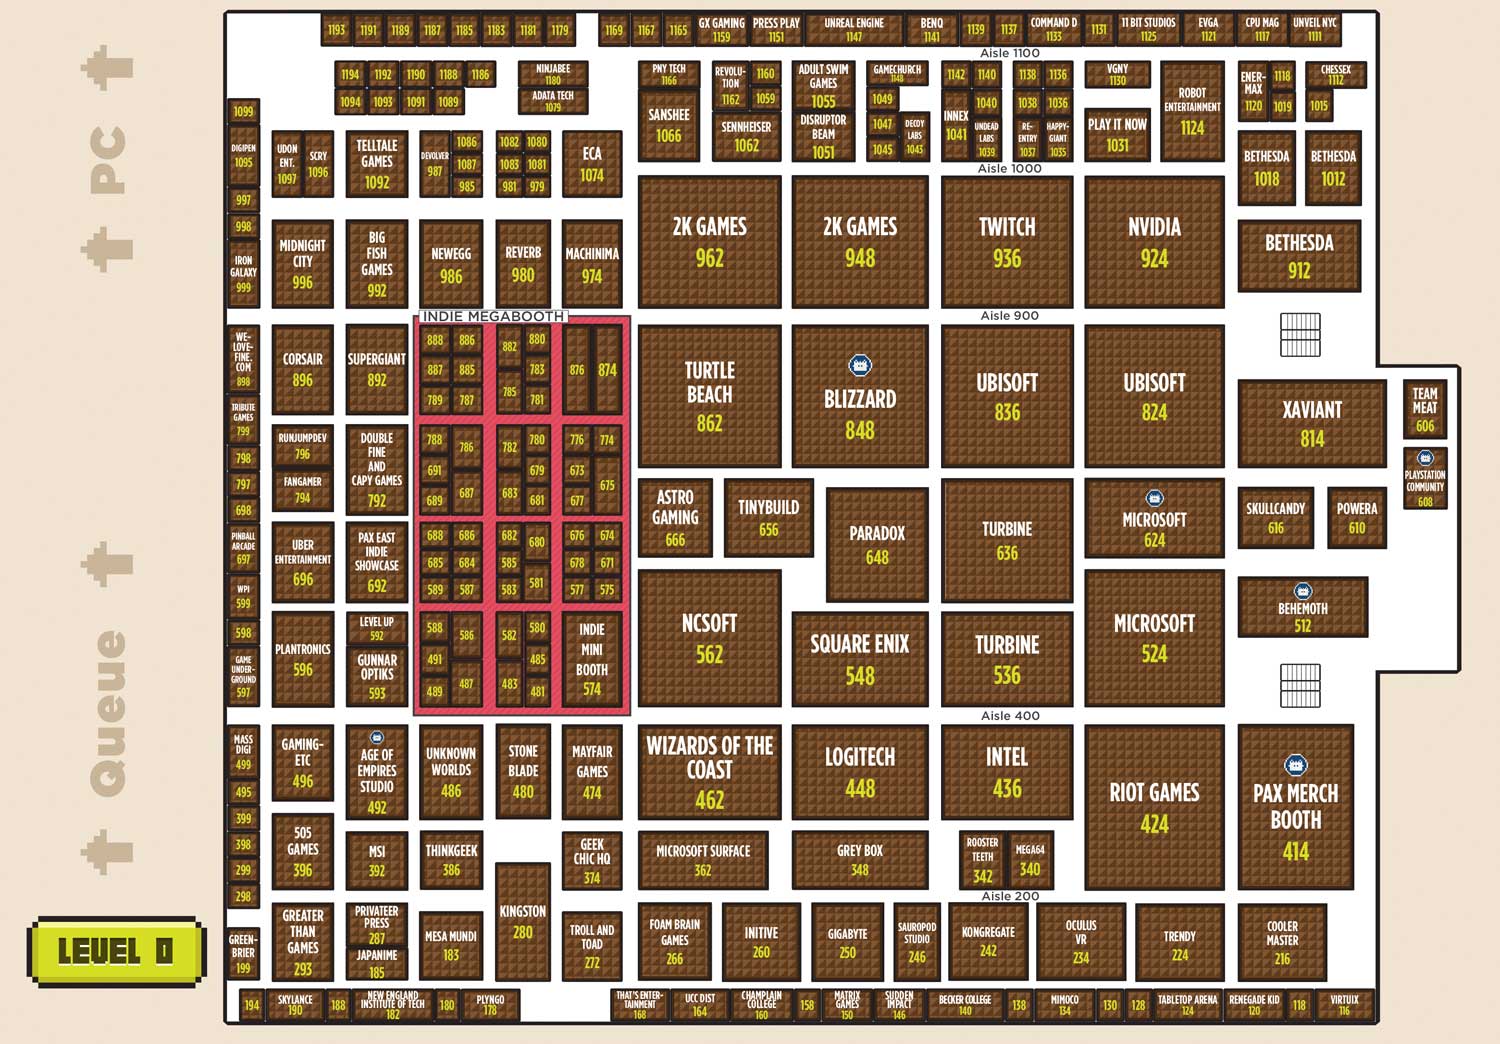 1193 1191 1189 1187 1185 1183 1181 1179
1169 1167 1165
GX GAMING
1159
PRESS PLAY
1151
UNREAL ENGINE
1147
BENQ
1141
1139 1137
COMMAND D
1133
1131
11 BIT STUDIOS
1125
EVGA
1121
CPU MAG
1117
UNVEIL NYC
1111
Aisle 1100
1194 1192 1190 1188 1186
1094 1093 1091 1089
NINJABEE
1180
ADATA TECH
1079
PNY TECH
1166
SANSHEE
1066
REVOLU-
TION
1162
1160
1059
SENNHEISER
1062
ADULT SWIM
GAMES
1055
DISRUPTOR
BEAM
1051
GAMECHURCH
1148
1049
1047
1045
DECOY
LABS
1043
1142 1140
INNEX
1041
1040
UNDEAD
LABS
1039
1138 1136
1038 1036
RE-
ENTRY
1037
HAPPY-
GIANT
1035
VGNY
1130
PLAY IT NOW
1031
ROBOT
ENTERTAINMENT
1124
ENER-
MAX
1120
1118
1019
CHESSEX
1112
1015
1099
DIGIPEN
1095
997
998
IRON
GALAXY
999
UDON
ENT.
1097
SCRY
1096
TELLTALE
GAMES
1092
DEVOLVER
987
1086
1087
985
1082 1080
1083 1081
981 979
ECA
1074
Aisle 1000
BETHESDA
1018
BETHESDA
1012
MIDNIGHT
CITY
996
BIG
FISH
GAMES
992
NEWEGG
986
REVERB
980
MACHINIMA
974
2K GAMES
962
2K GAMES
948
TWITCH
936
NVIDIA
924
BETHESDA
912
INDIE MEGABOOTH
Aisle 900
WE-
LOVE-
FINE.
COM
898
TRIBUTE
GAMES
799
798
797
698
PINBALL
ARCADE
697
WPI
599
598
GAME
UNDER-
GROUND
597
CORSAIR
896
SUPERGIANT
892
RUNJUMPDEV
796
FANGAMER
794
DOUBLE
FINE
AND
CAPY GAMES
792
UBER
ENTERTAINMENT
696
PAX EAST
INDIE
SHOWCASE
692
PLANTRONICS
596
LEVEL UP
592
GUNNAR
OPTIKS
593
888 886
887 885
789 787
882 880
783
785 781
876 874
788 786
691
689 687
782 780
679
683 681
776 774
673 675
677
688 686
685 684
589 587
682 680
585
583 581
676 674
678 671
577 575
588 586
491
489 487
582 580
485
483 481
INDIE
MINI
BOOTH
574
TURTLE
BEACH
862
BLIZZARD
848
UBISOFT
836
UBISOFT
824
XAVIANT
814
TEAM
MEAT
606
PLAYSTATION
COMMUNITY
608
ASTRO
GAMING
666
TINYBUILD
656
PARADOX
648
TURBINE
636
MICROSOFT
624
SKULLCANDY
616
POWERA
610
NCSOFT
562
SQUARE ENIX
548
TURBINE
536
MICROSOFT
524
BEHEMOTH
512
Aisle 400
MASS
DIGI
499
495
399
398
299
298
GREEN-
BRIER
199
GAMING-
ETC
496
AGE OF
EMPIRES
STUDIO
492
UNKNOWN
WORLDS
486
STONE
BLADE
480
MAYFAIR
GAMES
474
WIZARDS OF THE
COAST
462
LOGITECH
448
INTEL
436
RIOT GAMES
424
PAX MERCH
BOOTH
414
505
GAMES
396
MSI
392
THINKGEEK
386
GEEK
CHIC HQ
374
MICROSOFT SURFACE
362
GREY BOX
348
ROOSTER
TEETH
342
MEGA64
340
Aisle 200
GREATER
THAN
GAMES
293
PRIVATEER
PRESS
287
JAPANIME
185
MESA MUNDI
183
KINGSTON
280
TROLL AND
TOAD
272
FOAM BRAIN
GAMES
266
INITIVE
260
GIGABYTE
250
SAUROPOD
STUDIO
246
KONGREGATE
242
OCULUS
VR
234
TRENDY
224
COOLER
MASTER
216
194
SKYLANCE
190
188
NEW ENGLAND
INSTITUTE OF TECH
182
180
PLYNGO
178
THAT'S ENTER-
TAINMENT
168
UCC DIST
164
CHAMPLAIN
COLLEGE
160
158
MATRIX
GAMES
150
SUDDEN
IMPACT
146
BECKER COLLEGE
140
138
MIMOCO
134
130 128
TABLETOP ARENA
124
RENEGADE KID
120
118
VIRTUIX
116
PC
Queue
LEVEL 0